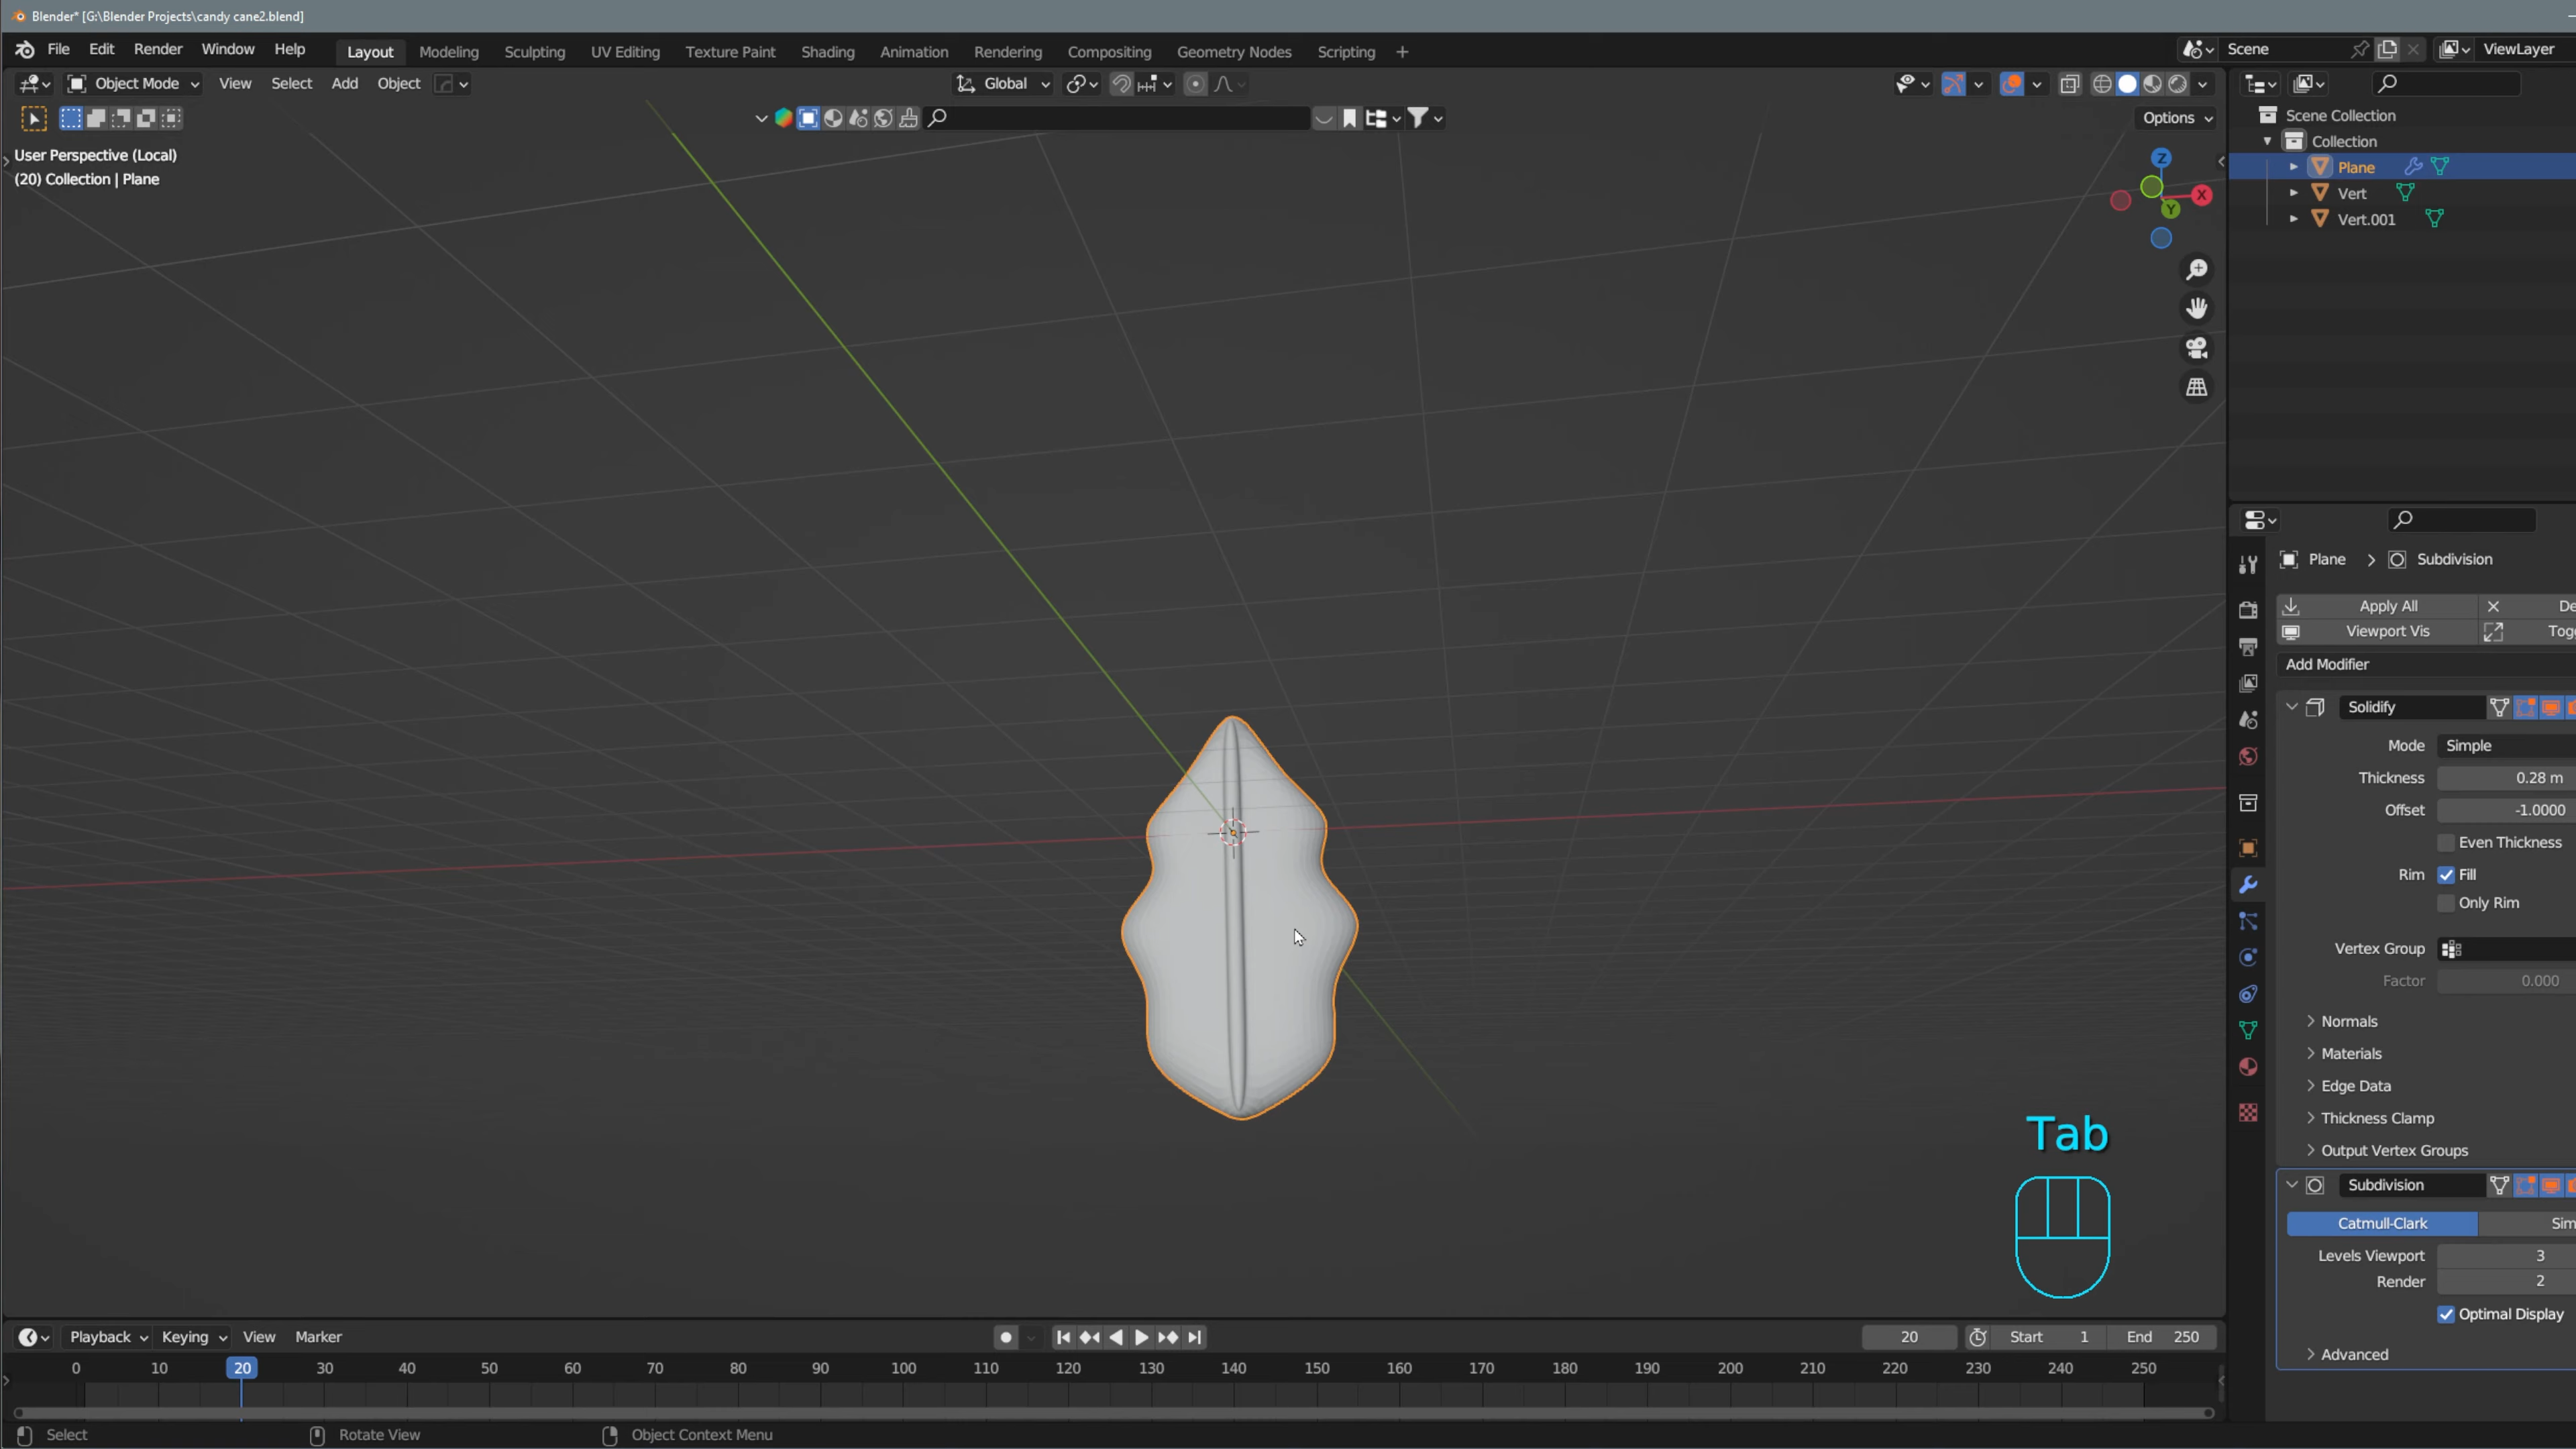 Blender* [G:\Blender Projects\candy cane2.blend]
File Edit Render Window Help Layout Modeling Sculpting UV Editing Texture Paint Shading Animation Rendering Compositing Geometry Nodes Scripting + Scene ViewLayer
Object Mode View Select Add Object Global
Options
User Perspective (Local)
(20) Collection | Plane
Z
X
Y
Scene Collection
Collection
Plane
Vert
Vert.001
Plane > Subdivision
Apply All De
Viewport Vis Togg
Add Modifier
Solidify
Mode Simple
Thickness 0.28 m
Offset -1.0000
Even Thickness
Rim Fill
Only Rim
Vertex Group
Factor 0.000
Normals
Materials
Edge Data
Thickness Clamp
Output Vertex Groups
Subdivision
Catmull-Clark Sim
Levels Viewport 3
Render 2
Optimal Display
Advanced
Tab
Playback Keying View Marker 20 Start 1 End 250
0 10 20 30 40 50 60 70 80 90 100 110 120 130 140 150 160 170 180 190 200 210 220 230 240 250
Select Rotate View Object Context Menu